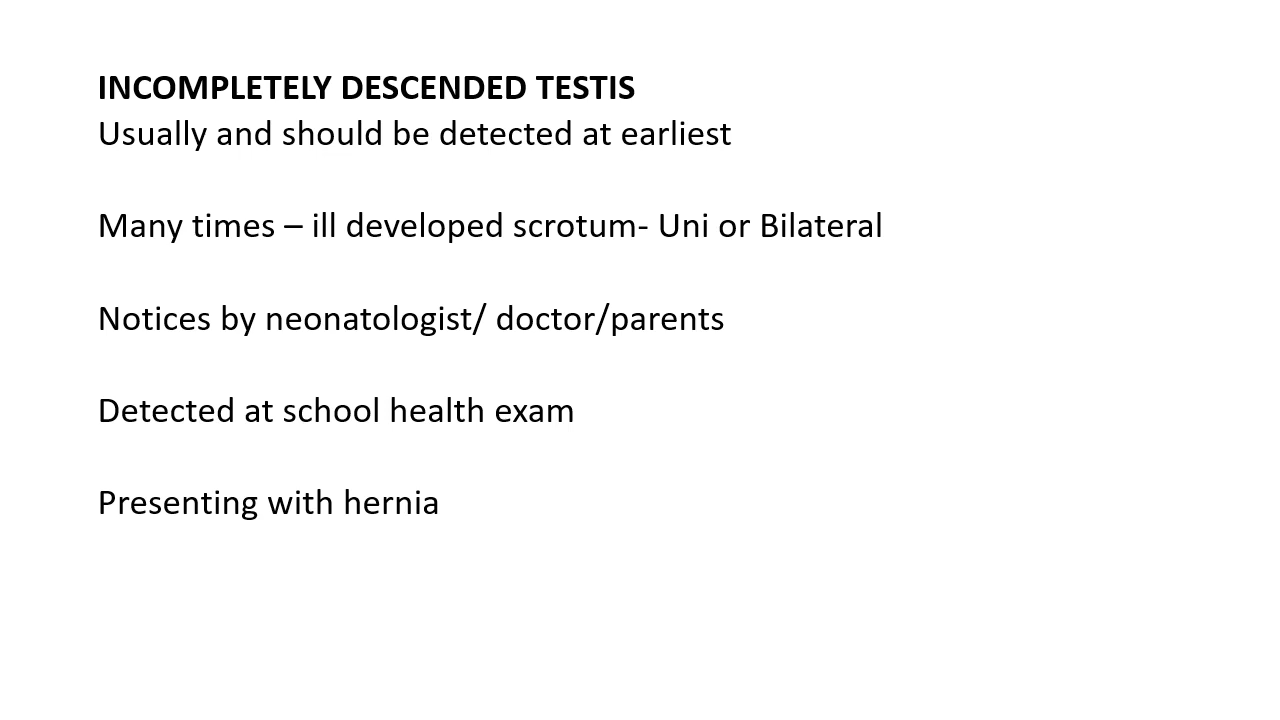 INCOMPLETELY DESCENDED TESTIS
Usually and should be detected at earliest
Many times – ill developed scrotum- Uni or Bilateral
Notices by neonatologist/ doctor/parents
Detected at school health exam
Presenting with hernia